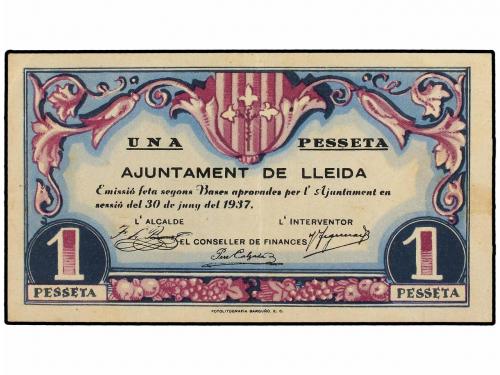 UNA PESSETA
AJUNTAMENT DE LLEIDA
Emissió feta segons Bases aprovades per l'Ajuntament en
sessió del 30 de juny del 1937.
L'ALCALDE L'INTERVENTOR
EL CONSELLER DE FINANCES
1 1
PESSETA PESSETA
FOTOLITOGRAFIA BARGUÑO, E. C.